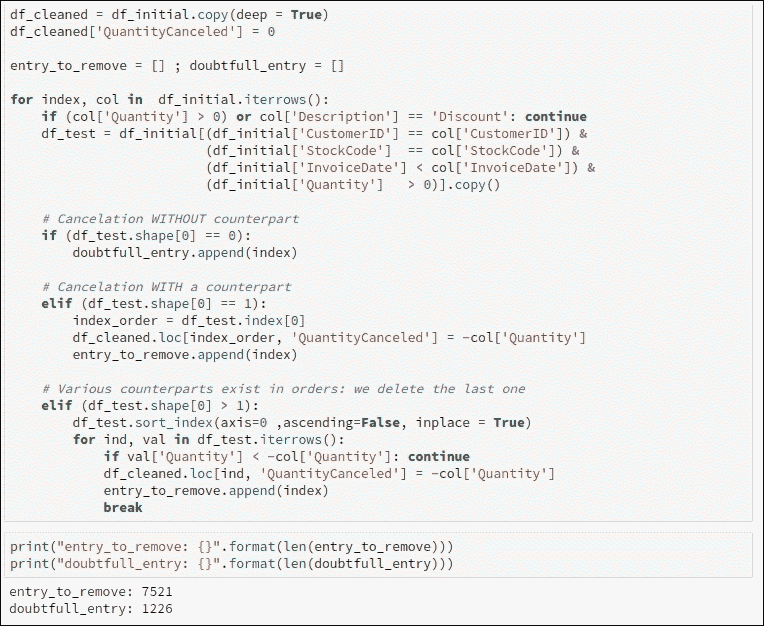 df_cleaned = df_initial.copy(deep = True)
df_cleaned['QuantityCanceled'] = 0

entry_to_remove = [] ; doubtfull_entry = []

for index, col in  df_initial.iterrows():
    if (col['Quantity'] > 0) or col['Description'] == 'Discount': continue
    df_test = df_initial[(df_initial['CustomerID'] == col['CustomerID']) &
                         (df_initial['StockCode']  == col['StockCode']) &
                         (df_initial['InvoiceDate'] < col['InvoiceDate']) &
                         (df_initial['Quantity']   > 0)].copy()

    # Cancelation WITHOUT counterpart
    if (df_test.shape[0] == 0):
        doubtfull_entry.append(index)

    # Cancelation WITH a counterpart
    elif (df_test.shape[0] == 1):
        index_order = df_test.index[0]
        df_cleaned.loc[index_order, 'QuantityCanceled'] = -col['Quantity']
        entry_to_remove.append(index)

    # Various counterparts exist in orders: we delete the last one
    elif (df_test.shape[0] > 1):
        df_test.sort_index(axis=0 ,ascending=False, inplace = True)
        for ind, val in df_test.iterrows():
            if val['Quantity'] < -col['Quantity']: continue
            df_cleaned.loc[ind, 'QuantityCanceled'] = -col['Quantity']
            entry_to_remove.append(index)
            break

print("entry_to_remove: {}".format(len(entry_to_remove)))
print("doubtfull_entry: {}".format(len(doubtfull_entry)))

entry_to_remove: 7521
doubtfull_entry: 1226